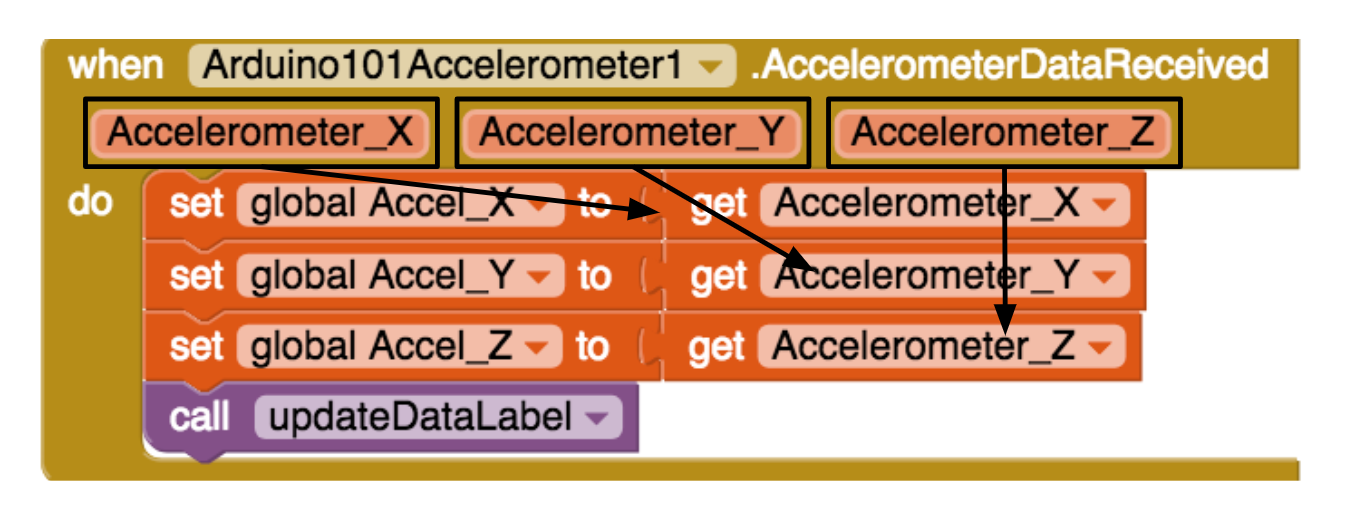 when Arduino101Accelerometer1 .AccelerometerDataReceived
Accelerometer_X Accelerometer_Y Accelerometer_Z
do set global Accel_X to get Accelerometer_X
set global Accel_Y to get Accelerometer_Y
set global Accel_Z to get Accelerometer_Z
call updateDataLabel